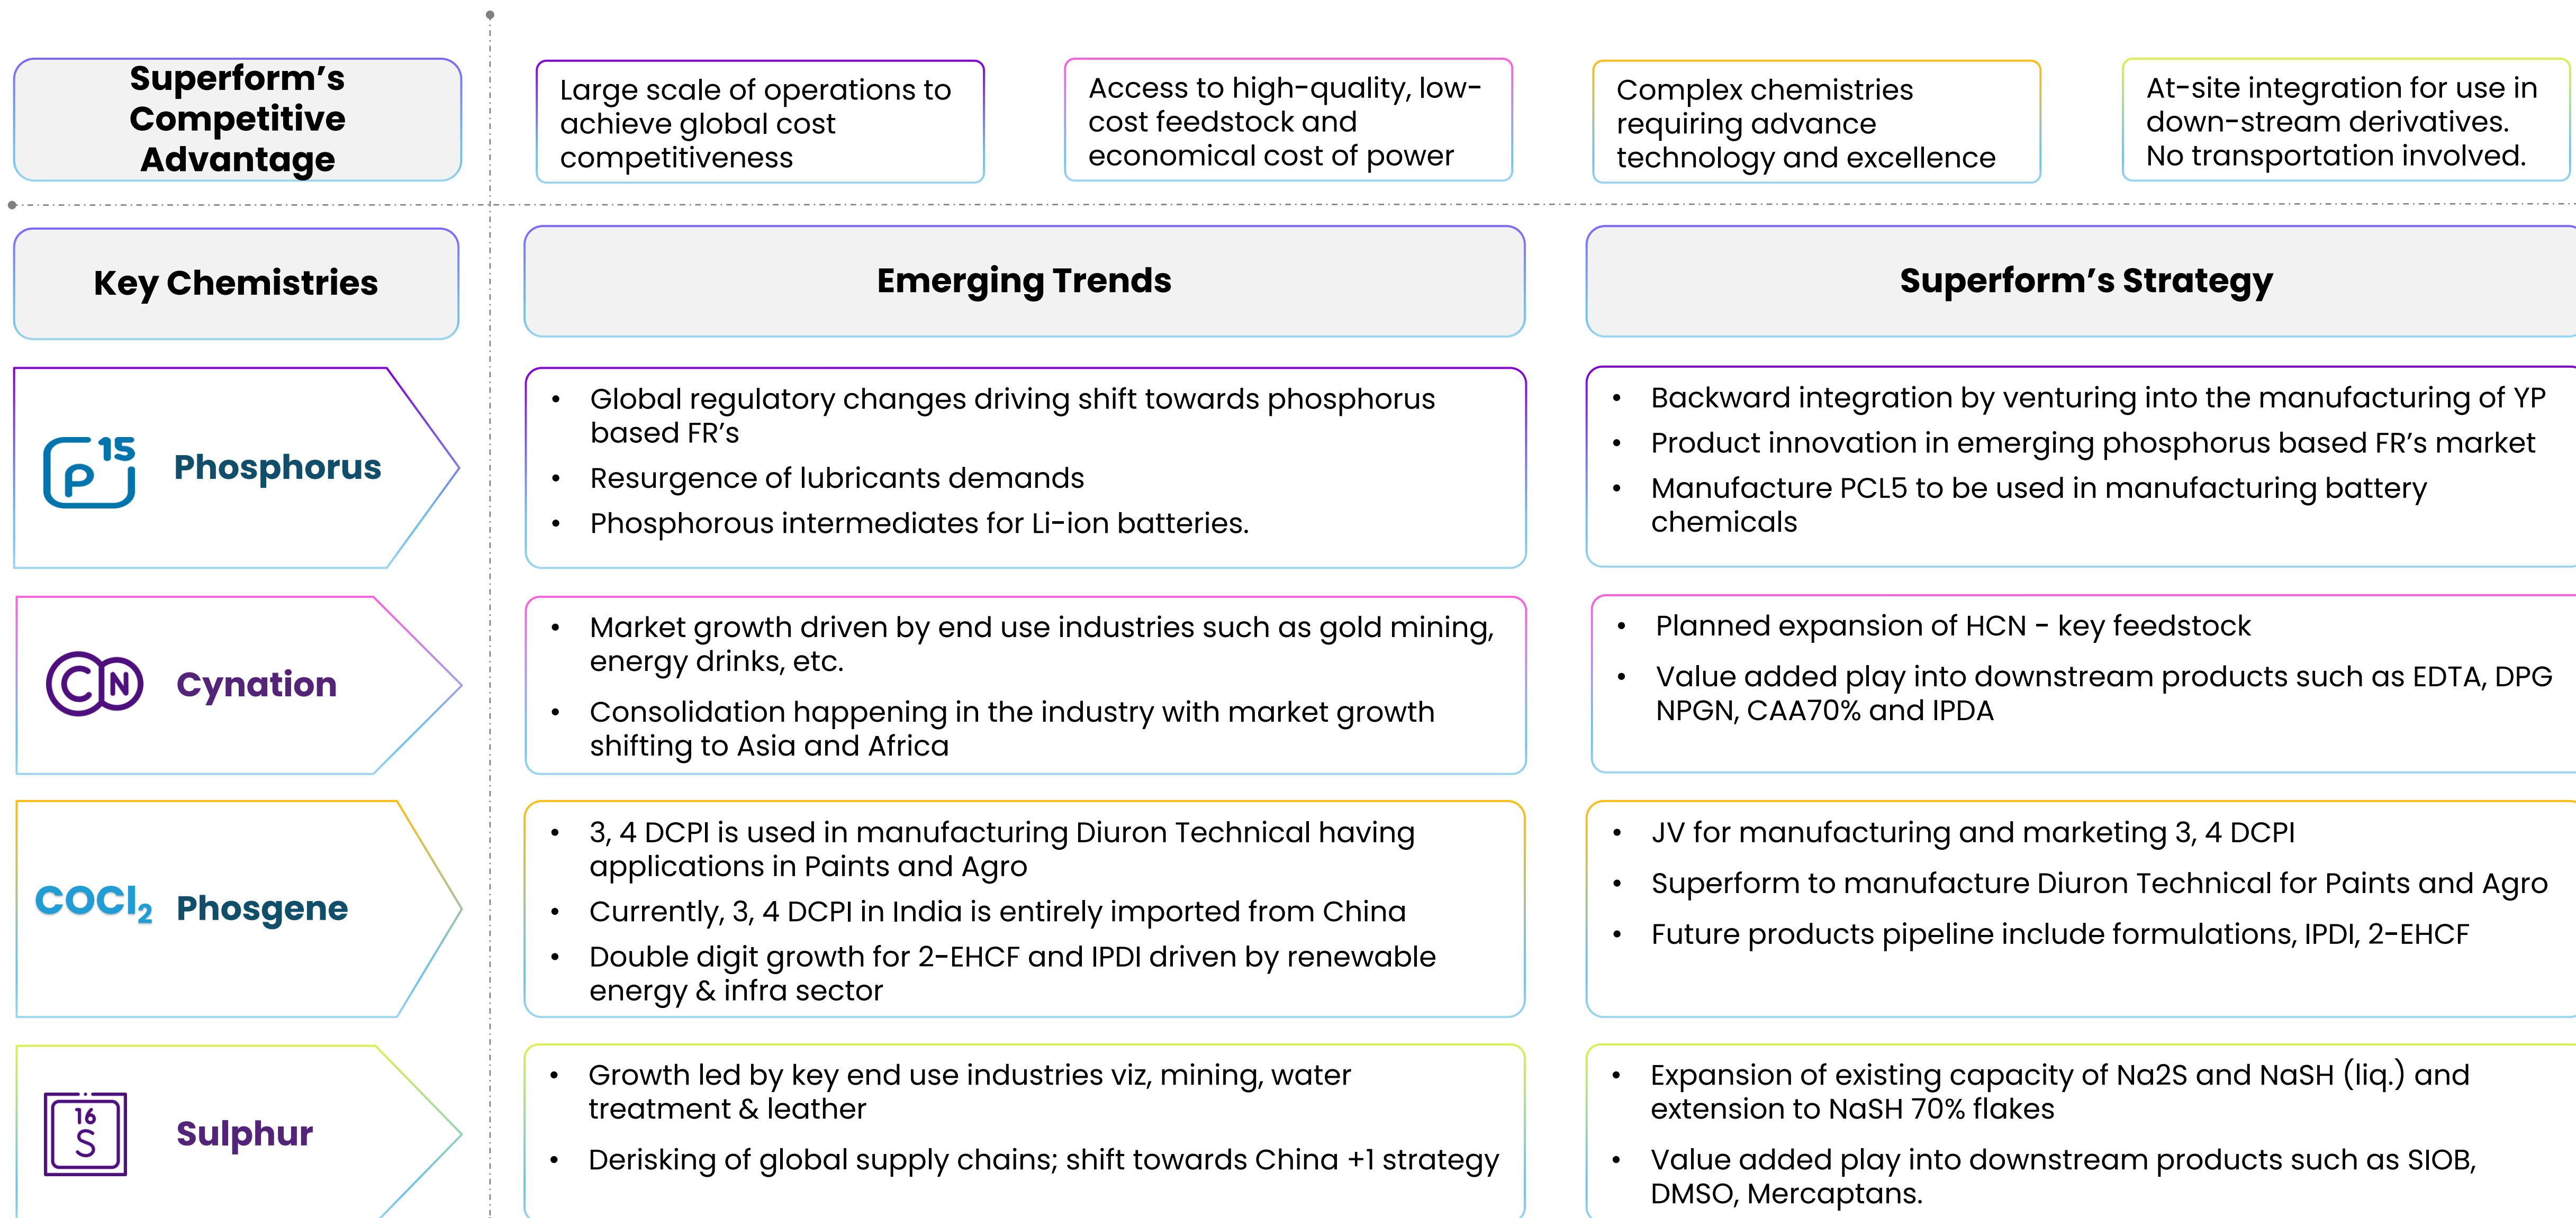 Superform’s
Competitive
Advantage
Large scale of operations to
achieve global cost
competitiveness
Access to high-quality, low-
cost feedstock and
economical cost of power
Complex chemistries
requiring advance
technology and excellence
At-site integration for use in
down-stream derivatives.
No transportation involved.
Key Chemistries
Emerging Trends
Superform’s Strategy
P 15
Phosphorus
• Global regulatory changes driving shift towards phosphorus
based FR’s
• Resurgence of lubricants demands
• Phosphorous intermediates for Li-ion batteries.
• Backward integration by venturing into the manufacturing of YP
• Product innovation in emerging phosphorus based FR’s market
• Manufacture PCL5 to be used in manufacturing battery
chemicals
CN
Cynation
• Market growth driven by end use industries such as gold mining,
energy drinks, etc.
• Consolidation happening in the industry with market growth
shifting to Asia and Africa
• Planned expansion of HCN - key feedstock
• Value added play into downstream products such as EDTA, DPG
NPGN, CAA70% and IPDA
COCl2
Phosgene
• 3, 4 DCPI is used in manufacturing Diuron Technical having
applications in Paints and Agro
• Currently, 3, 4 DCPI in India is entirely imported from China
• Double digit growth for 2-EHCF and IPDI driven by renewable
energy & infra sector
• JV for manufacturing and marketing 3, 4 DCPI
• Superform to manufacture Diuron Technical for Paints and Agro
• Future products pipeline include formulations, IPDI, 2-EHCF
16
S
Sulphur
• Growth led by key end use industries viz, mining, water
treatment & leather
• Derisking of global supply chains; shift towards China +1 strategy
• Expansion of existing capacity of Na2S and NaSH (liq.) and
extension to NaSH 70% flakes
• Value added play into downstream products such as SIOB,
DMSO, Mercaptans.